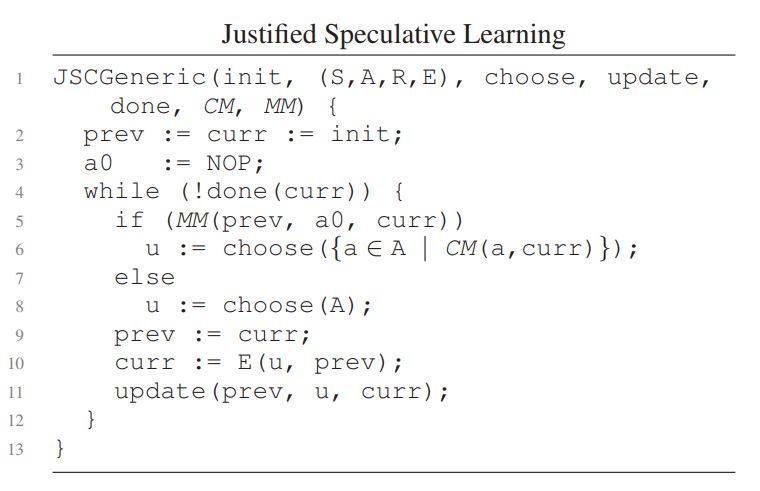 Justified Speculative Learning
1 JSCGeneric(init, (S,A,R,E), choose, update,
done, CM, MM) {
2 prev := curr := init;
3 a0 := NOP;
4 while (!done(curr)) {
5 if (MM(prev, a0, curr))
6 u := choose({a ∈ A | CM(a,curr)});
7 else
8 u := choose(A);
9 prev := curr;
10 curr := E(u, prev);
11 update(prev, u, curr);
12 }
13 }